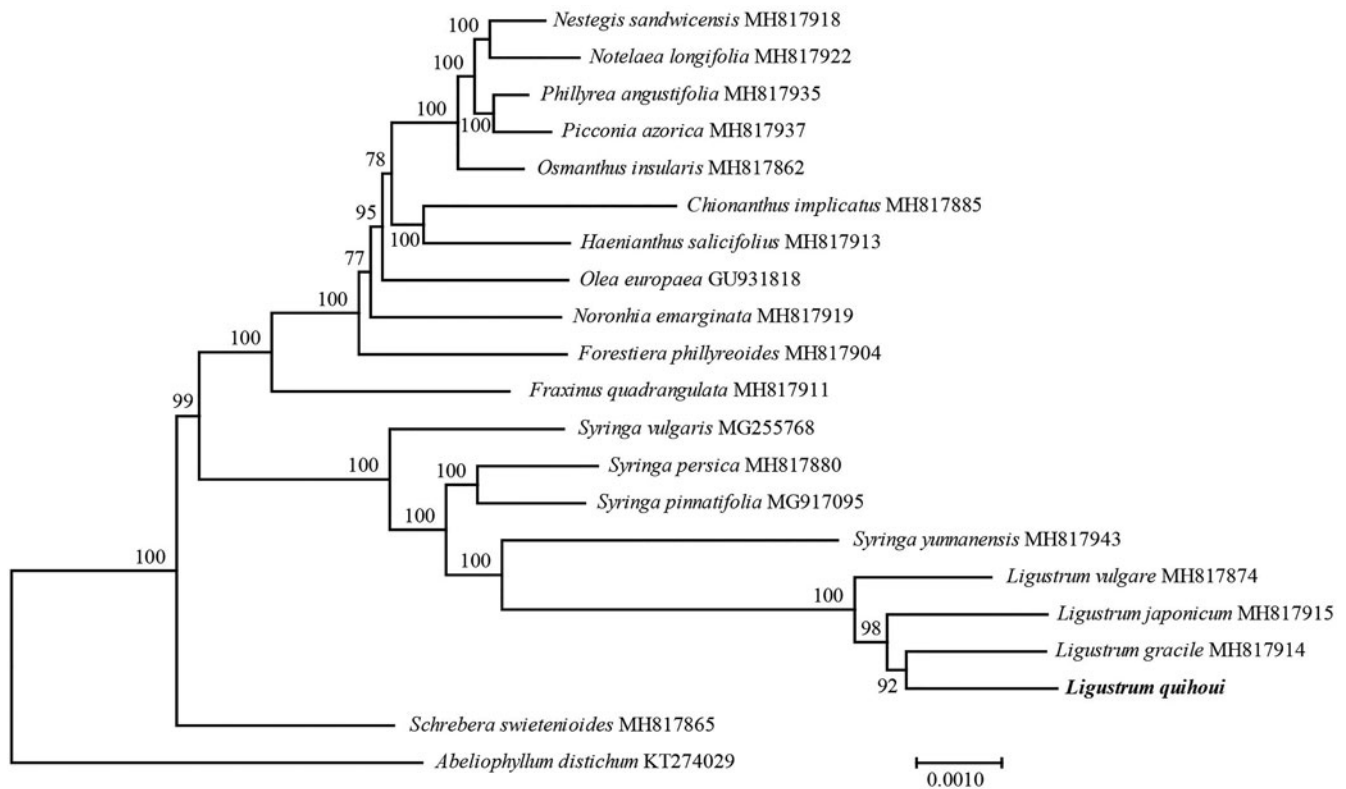 100
Nestegis sandwicensis MH817918
Notelaea longifolia MH817922
100
Phillyrea angustifolia MH817935
100
100
Picconia azorica MH817937
78
Osmanthus insularis MH817862
Chionanthus implicatus MH817885
95
100
Haenianthus salicifolius MH817913
77
Olea europaea GU931818
100
Noronhia emarginata MH817919
100
Forestiera phillyreoides MH817904
Fraxinus quadrangulata MH817911
99
Syringa vulgaris MG255768
100
100
Syringa persica MH817880
Syringa pinnatifolia MG917095
100
Syringa yunnanensis MH817943
100
100
Ligustrum vulgare MH817874
100
Ligustrum japonicum MH817915
98
Ligustrum gracile MH817914
92
Ligustrum quihoui
Schrebera swietenioides MH817865
Abeliophyllum distichum KT274029
0.0010